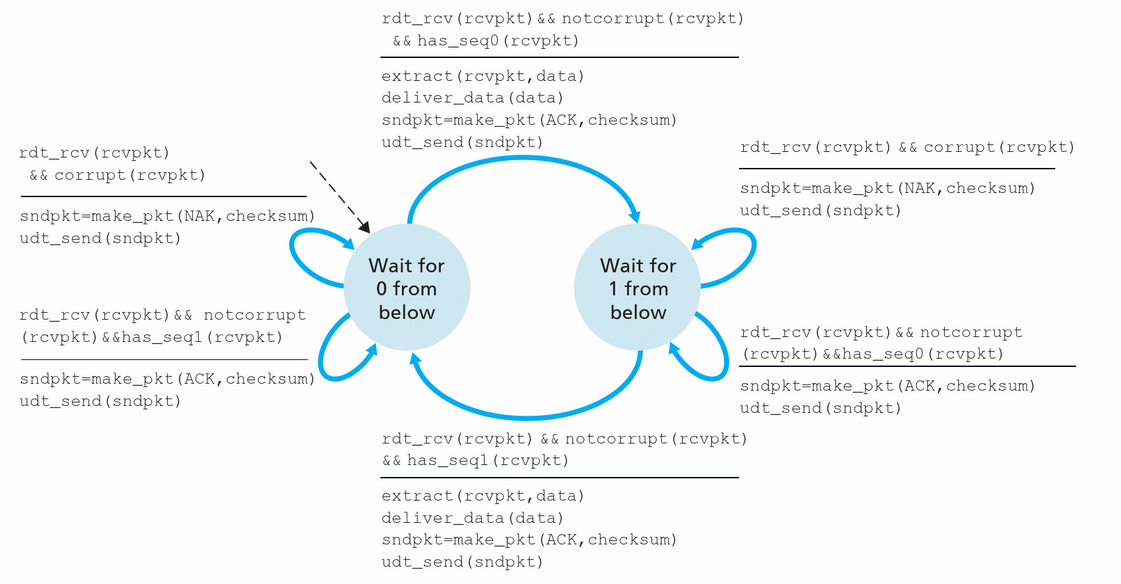 rdt_rcv(rcvpkt)&& notcorrupt(rcvpkt)
&& has_seq0(rcvpkt)
extract(rcvpkt,data)
deliver_data(data)
sndpkt=make_pkt(ACK,checksum)
udt_send(sndpkt)
rdt_rcv(rcvpkt)
&& corrupt(rcvpkt)
sndpkt=make_pkt(NAK,checksum)
udt_send(sndpkt)
rdt_rcv(rcvpkt) && corrupt(rcvpkt)
sndpkt=make_pkt(NAK,checksum)
udt_send(sndpkt)
Wait for
0 from
below
Wait for
1 from
below
rdt_rcv(rcvpkt)&& notcorrupt
(rcvpkt)&&has_seq1(rcvpkt)
sndpkt=make_pkt(ACK,checksum)
udt_send(sndpkt)
rdt_rcv(rcvpkt)&& notcorrupt
(rcvpkt)&&has_seq0(rcvpkt)
sndpkt=make_pkt(ACK,checksum)
udt_send(sndpkt)
rdt_rcv(rcvpkt) && notcorrupt(rcvpkt)
&& has_seq1(rcvpkt)
extract(rcvpkt,data)
deliver_data(data)
sndpkt=make_pkt(ACK,checksum)
udt_send(sndpkt)